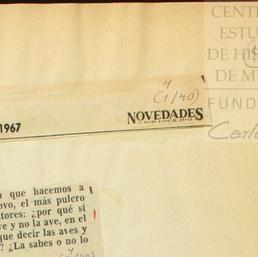 CENT
ESTU
DE HIS
DE M
FUND
Carlo
4
(1/40)
1967
NOVEDADES
a que hacemos a
ovo, el más pulcro
tores: ¿por qué si
ve y no la ave, en el
que decir las aves y
? ¿La sabes o no lo